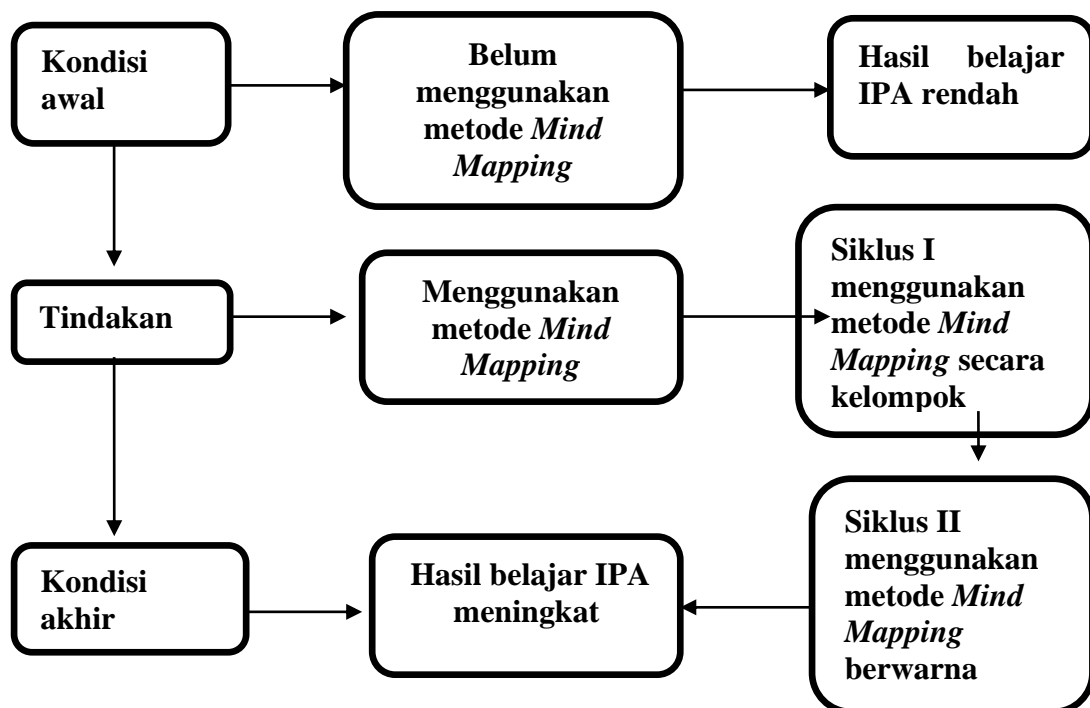 Kondisi
awal
Belum
menggunakan
metode Mind
Mapping
Hasil belajar
IPA rendah
Tindakan
Menggunakan
metode Mind
Mapping
Siklus I
menggunakan
metode Mind
Mapping secara
kelompok
Kondisi
akhir
Hasil belajar IPA
meningkat
Siklus II
menggunakan
metode Mind
Mapping
berwarna